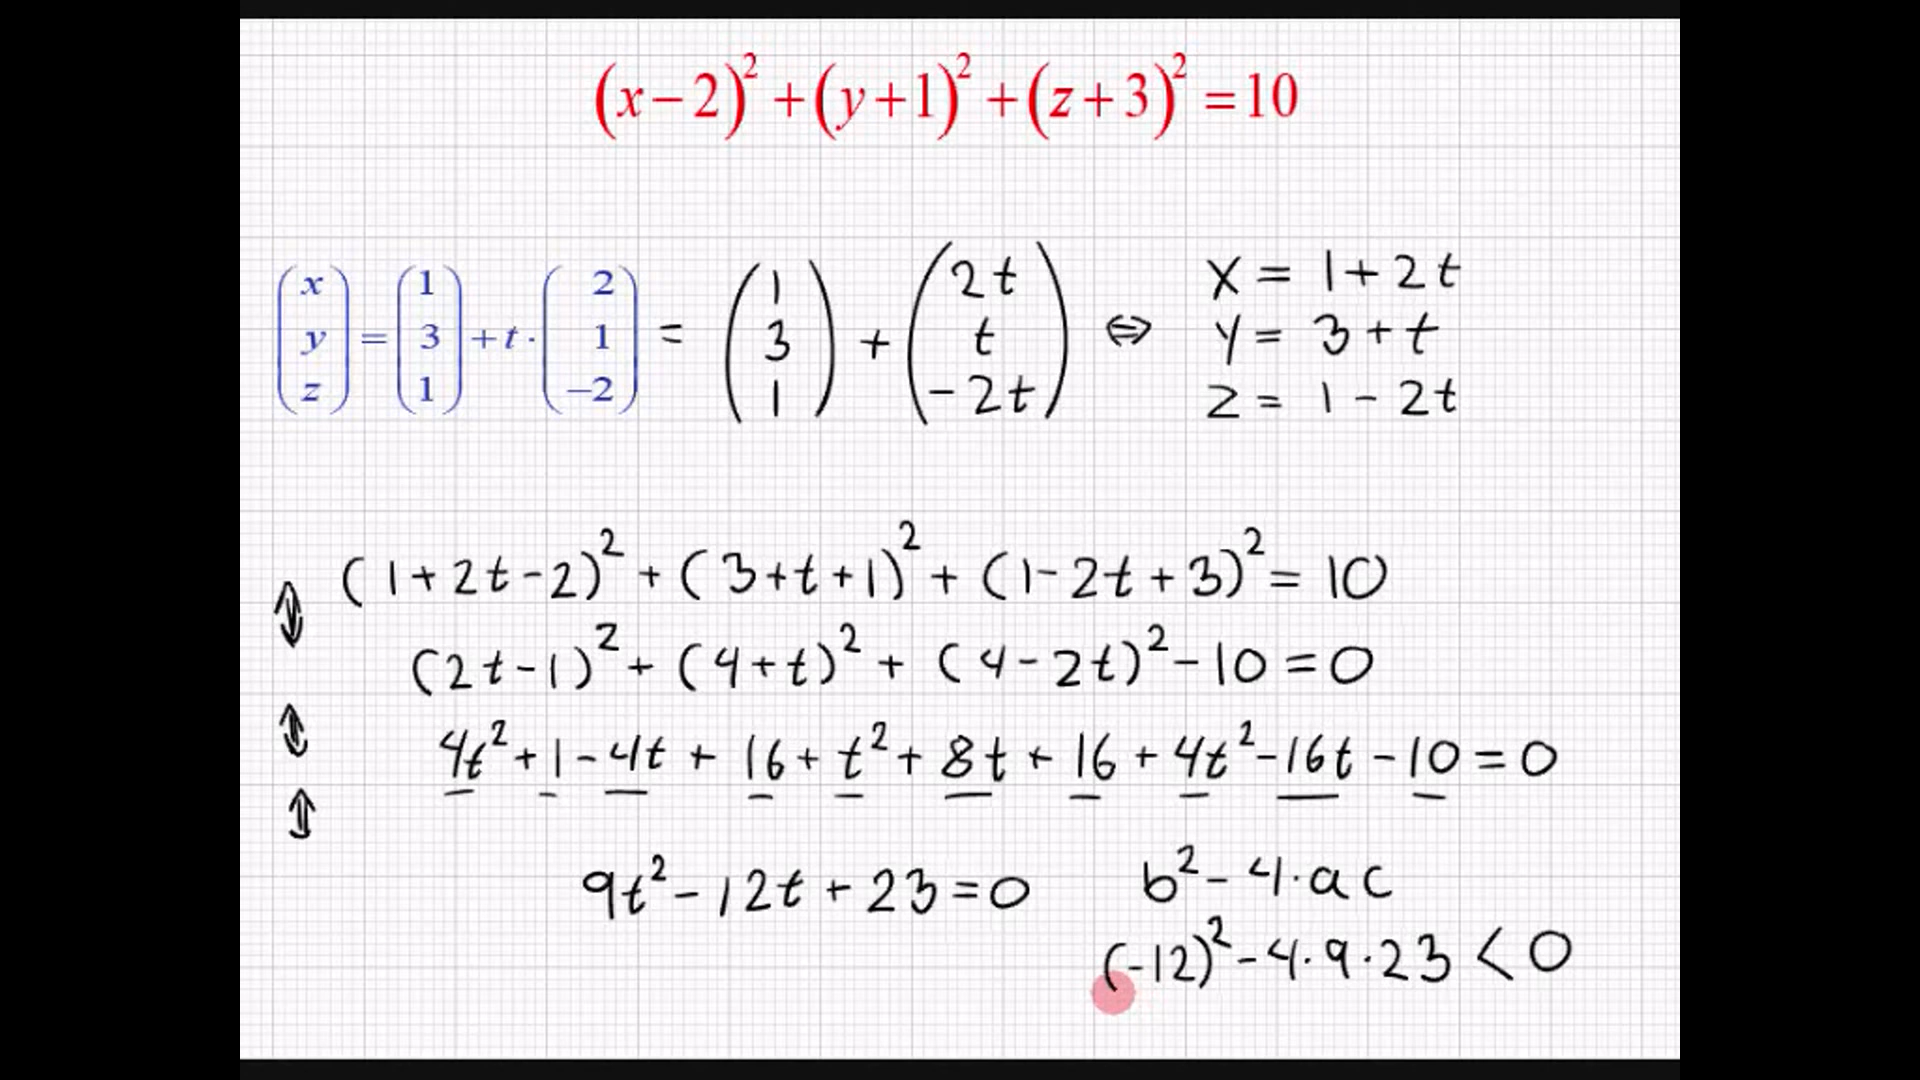 (x−2)²+(y+1)²+(z+3)²=10
(x y z) = (1 3 1) + t · (2 1 −2) = (1 3 1) + (2t t −2t) ⇔
x = 1+2t
y = 3+t
z = 1−2t
(1+2t−2)²+(3+t+1)²+(1−2t+3)²=10
⇕ (2t−1)²+(4+t)²+(4−2t)²−10=0
⇕ 4t²+1−4t+16+t²+8t+16+4t²−16t−10=0
⇕ 9t²−12t+23=0
b²−4·ac
(−12)²−4·9·23<0